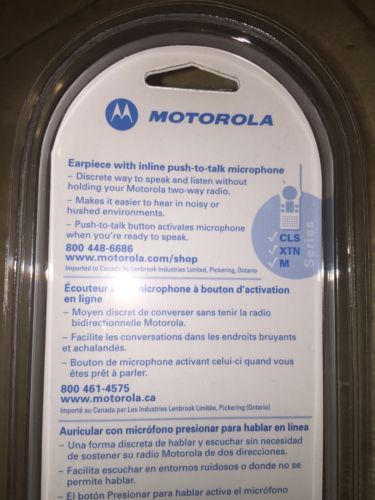 MOTOROLA
Earpiece with inline push-to-talk microphone
– Discrete way to speak and listen without
holding your Motorola two-way radio.
– Makes it easier to hear in noisy or
hushed environments.
– Push-to-talk button activates microphone
when you're ready to speak.
800 448-6686
www.motorola.com/shop
Imported to Canada by Lenbrook Industries Limited, Pickering, Ontario
✓ CLS
✓ XTN
✓ M
Series
Écouteur microphone à bouton d'activation
en ligne
– Moyen discret de converser sans tenir la radio
bidirectionnelle Motorola.
– Facilite les conversations dans les endroits bruyants
et achalandés.
– Bouton de microphone activant celui-ci quand vous
êtes prêt à parler.
800 461-4575
www.motorola.ca
Importé au Canada par Les Industries Lenbrook Limitée, Pickering (Ontario)
Auricular con micrófono presionar para hablar en línea
– Una forma discreta de hablar y escuchar sin necesidad
de sostener su radio Motorola de dos direcciones.
– Facilita escuchar en entornos ruidosos o donde no se
permite hablar.
– El botón Presionar para hablar activa el micrófono